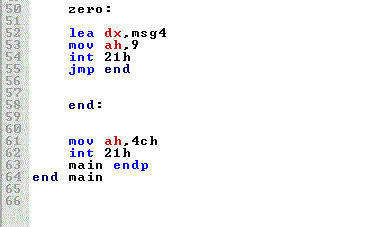 50 zero:
51
52 lea dx,msg4
53 mov ah,9
54 int 21h
55 jmp end
56
57
58 end:
59
60
61 mov ah,4ch
62 int 21h
63 main endp
64 end main
65
66